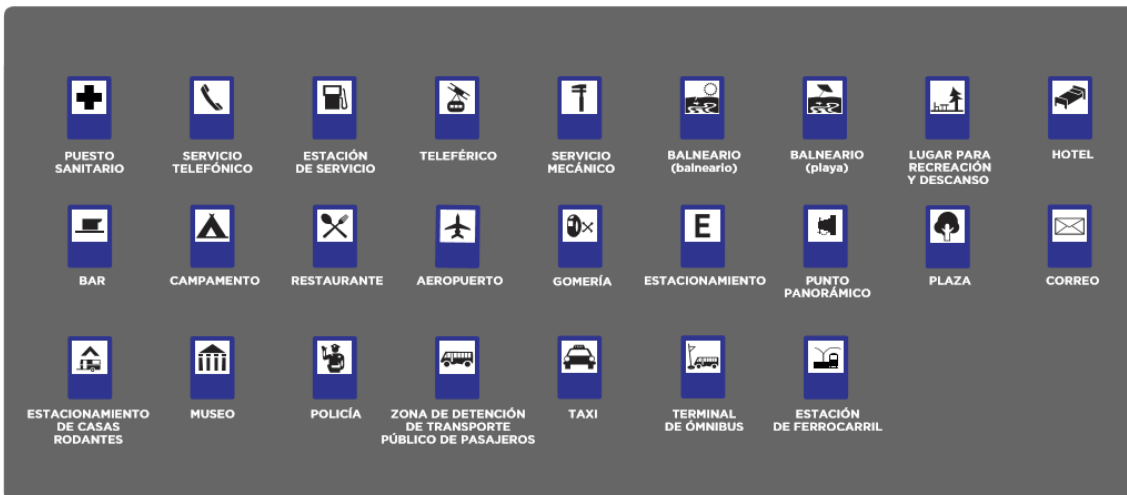 PUESTO
SANITARIO
SERVICIO
TELEFÓNICO
ESTACIÓN
DE SERVICIO
TELEFÉRICO
SERVICIO
MECÁNICO
BALNEARIO
(balneario)
BALNEARIO
(playa)
LUGAR PARA
RECREACIÓN
Y DESCANSO
HOTEL
BAR
CAMPAMENTO
RESTAURANTE
AEROPUERTO
GOMERÍA
E
ESTACIONAMIENTO
PUNTO
PANORÁMICO
PLAZA
CORREO
ESTACIONAMIENTO
DE CASAS
RODANTES
MUSEO
POLICÍA
ZONA DE DETENCIÓN
DE TRANSPORTE
PÚBLICO DE PASAJEROS
TAXI
TERMINAL
DE ÓMNIBUS
ESTACIÓN
DE FERROCARRIL